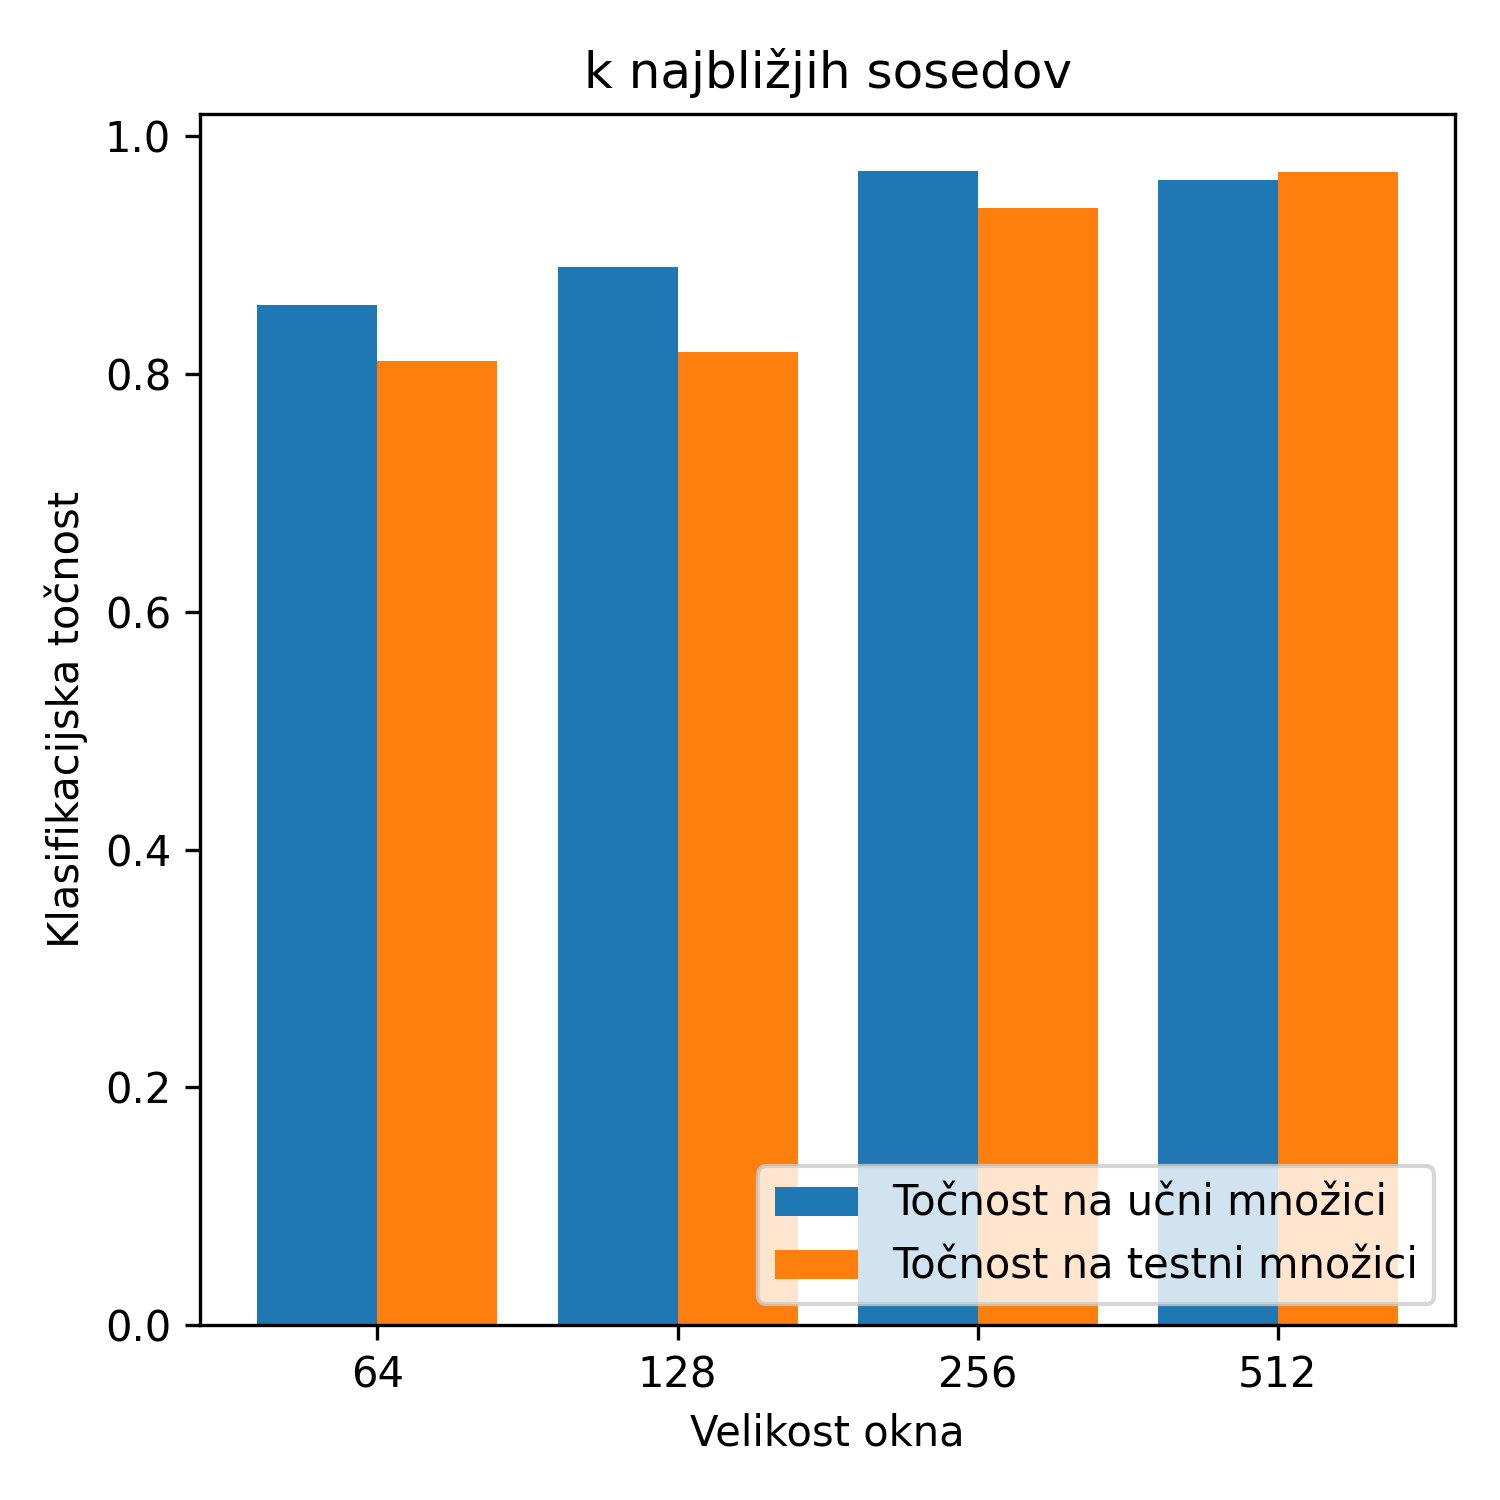 k najbližjih sosedov
Klasifikacijska točnost
1.0
0.8
0.6
0.4
0.2
0.0
Točnost na učni množici
Točnost na testni množici
64 128 256 512
Velikost okna